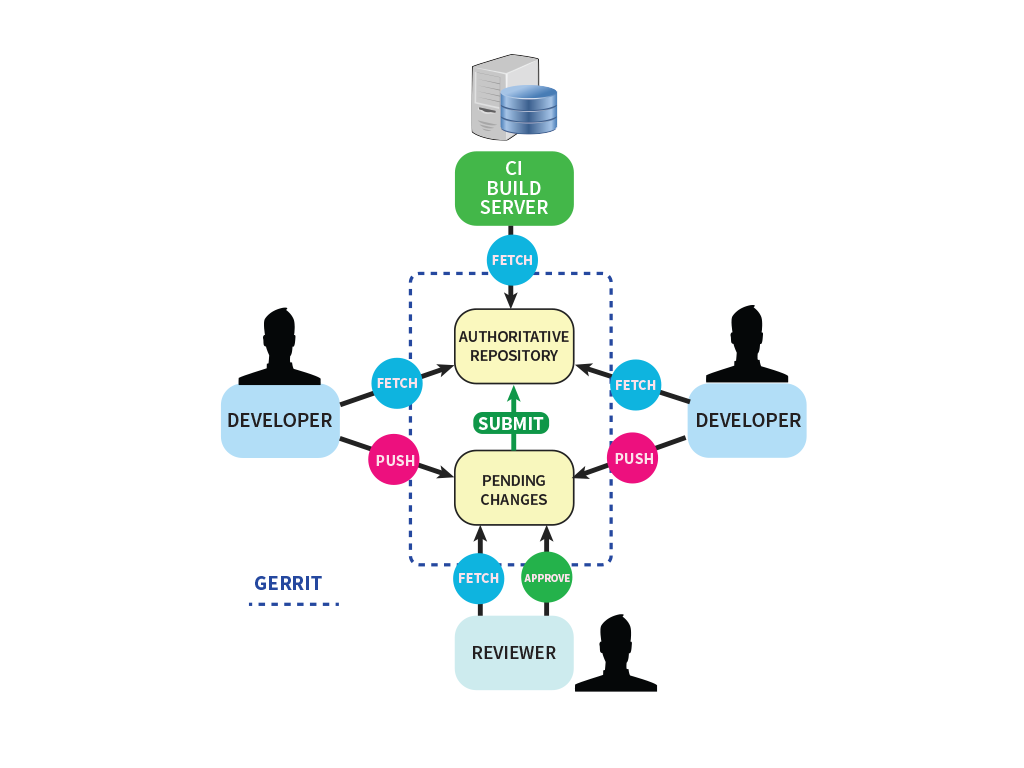 CI
BUILD
SERVER
FETCH
AUTHORITATIVE
REPOSITORY
FETCH
FETCH
DEVELOPER
DEVELOPER
SUBMIT
PUSH
PUSH
PENDING
CHANGES
FETCH
APPROVE
GERRIT
REVIEWER